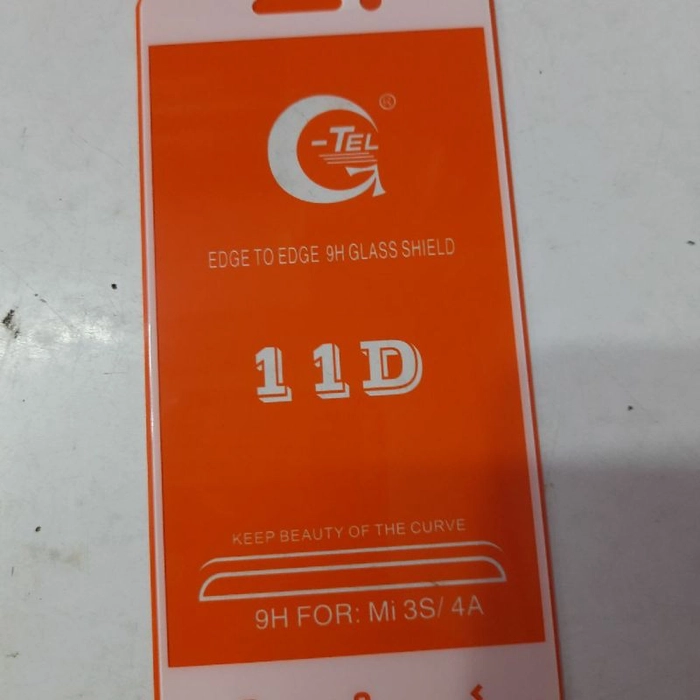 ®
-TEL
EDGE TO EDGE 9H GLASS SHIELD
11D
KEEP BEAUTY OF THE CURVE
9H FOR: Mi 3S/ 4A